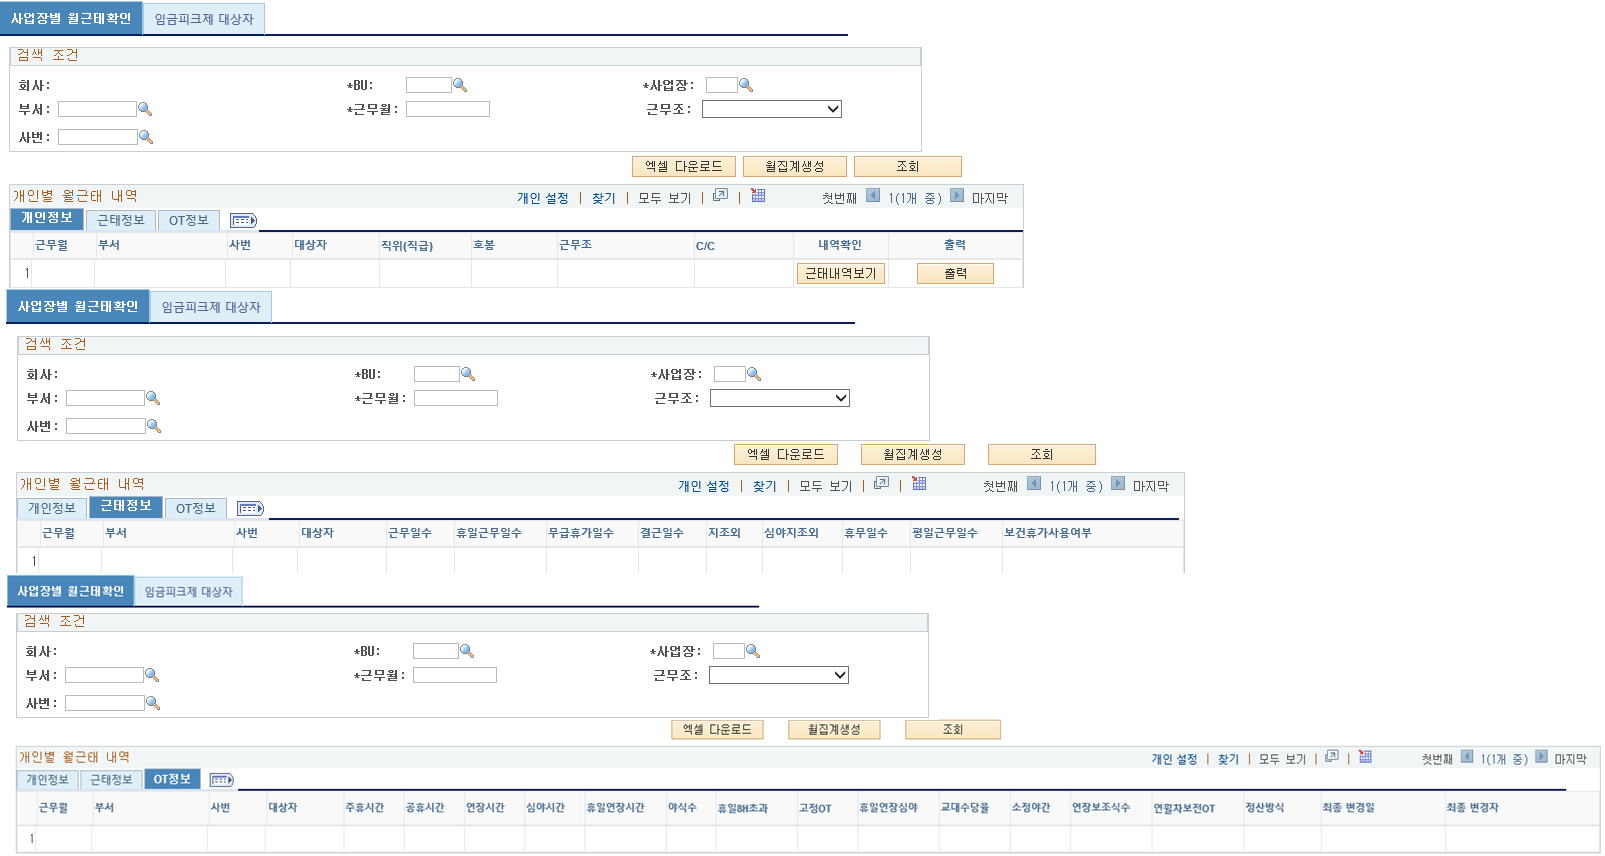 사업장별 월근태확인 임금피크제 대상자
검색 조건
회사: *BU: *사업장:
부서: *근무월: 근무조:
사번:
엑셀 다운로드 월집계생성 조회
개인별 월근태 내역 개인 설정 | 찾기 | 모두 보기 | | 첫번째 1(1개 중) 마지막
개인정보 근태정보 OT정보
근무월 부서 사번 대상자 직위(직급) 호봉 근무조 C/C 내역확인 출력
1 근태내역보기 출력
사업장별 월근태확인 임금피크제 대상자
검색 조건
회사: *BU: *사업장:
부서: *근무월: 근무조:
사번:
엑셀 다운로드 월집계생성 조회
개인별 월근태 내역 개인 설정 | 찾기 | 모두 보기 | | 첫번째 1(1개 중) 마지막
개인정보 근태정보 OT정보
근무월 부서 사번 대상자 근무일수 휴일근무일수 무급휴가일수 결근일수 지조외 심야지조외 휴무일수 평일근무일수 보건휴가사용여부
1
사업장별 월근태확인 임금피크제 대상자
검색 조건
회사: *BU: *사업장:
부서: *근무월: 근무조:
사번:
엑셀 다운로드 월집계생성 조회
개인별 월근태 내역 개인 설정 | 찾기 | 모두 보기 | | 첫번째 1(1개 중) 마지막
개인정보 근태정보 OT정보
근무월 부서 사번 대상자 주휴시간 공휴시간 연장시간 심야시간 휴일연장시간 야식수 휴일8H초과 고정OT 휴일연장심야 교대수당율 소정야간 연장보조식수 연월차보전OT 정산방식 최종 변경일 최종 변경자
1